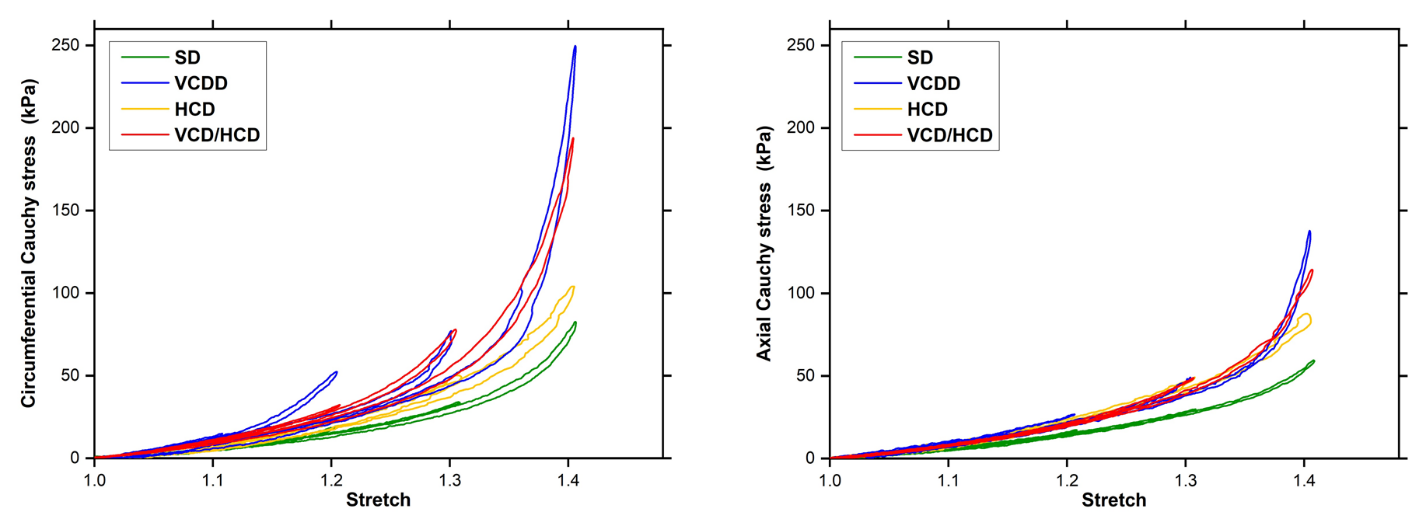 250
200
150
100
50
0
Circumferential Cauchy stress (kPa)
SD
VCDD
HCD
VCD/HCD
1.0
1.1
1.2
1.3
1.4
Stretch
250
200
150
100
50
0
Axial Cauchy stress (kPa)
SD
VCDD
HCD
VCD/HCD
1.0
1.1
1.2
1.3
1.4
Stretch